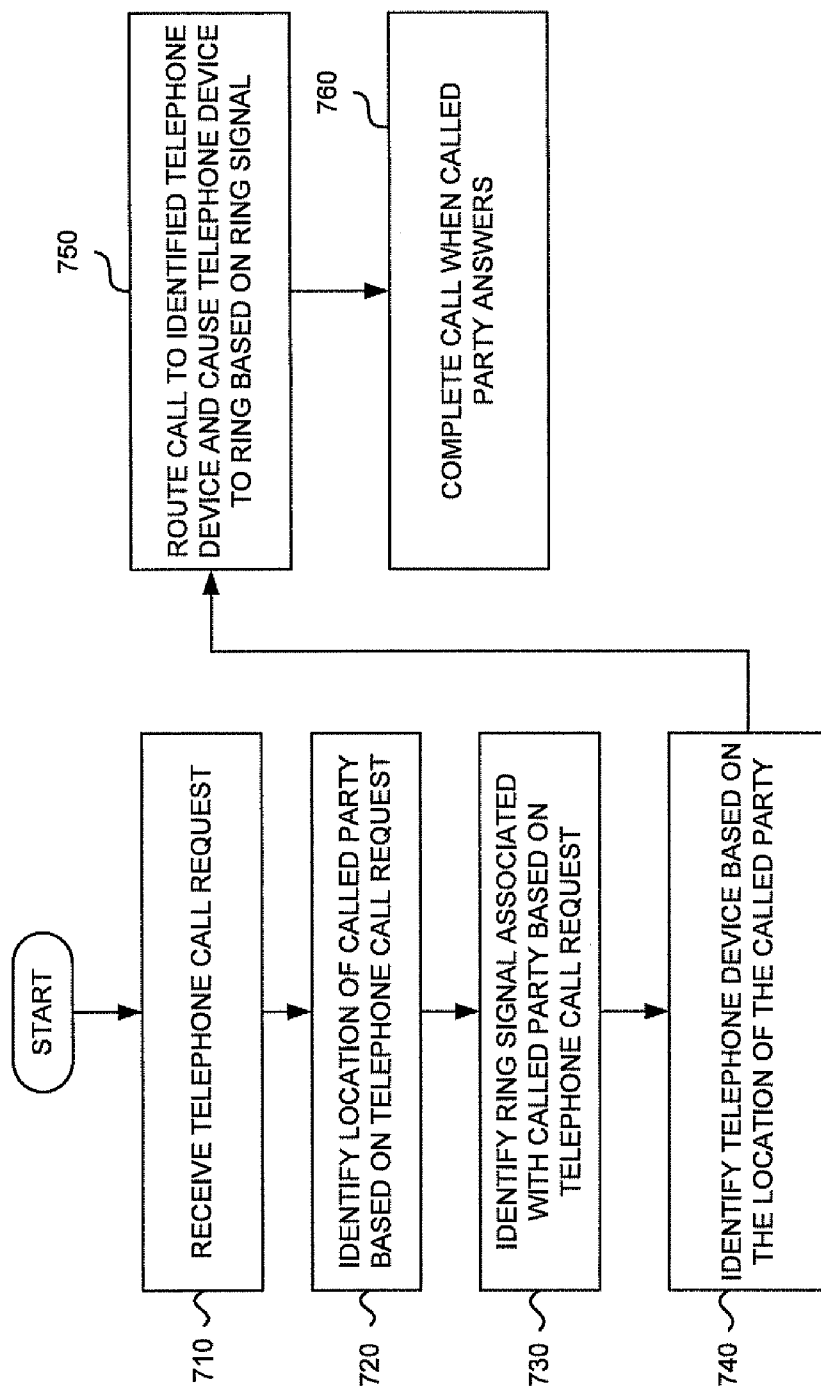 START
710
RECEIVE TELEPHONE CALL REQUEST
720
IDENTIFY LOCATION OF CALLED PARTY
BASED ON TELEPHONE CALL REQUEST
730
IDENTIFY RING SIGNAL ASSOCIATED
WITH CALLED PARTY BASED ON
TELEPHONE CALL REQUEST
740
IDENTIFY TELEPHONE DEVICE BASED ON
THE LOCATION OF THE CALLED PARTY
750
ROUTE CALL TO IDENTIFIED TELEPHONE
DEVICE AND CAUSE TELEPHONE DEVICE
TO RING BASED ON RING SIGNAL
760
COMPLETE CALL WHEN CALLED
PARTY ANSWERS